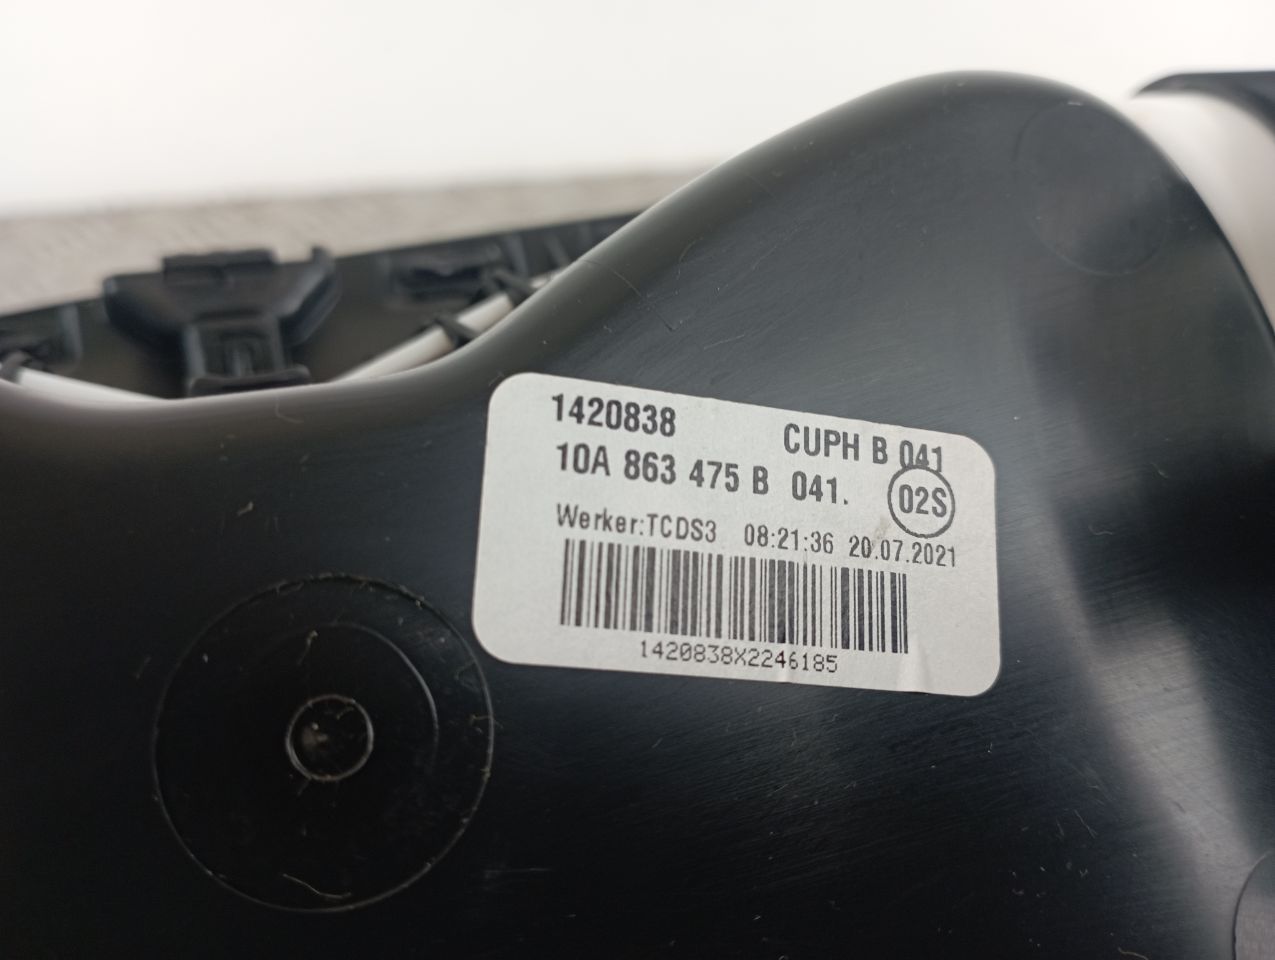 1420838
CUPH B 041
10A 863 475 B 041.
02S
Werker:TCDS3 08:21:36 20.07.2021
1420838X2246185